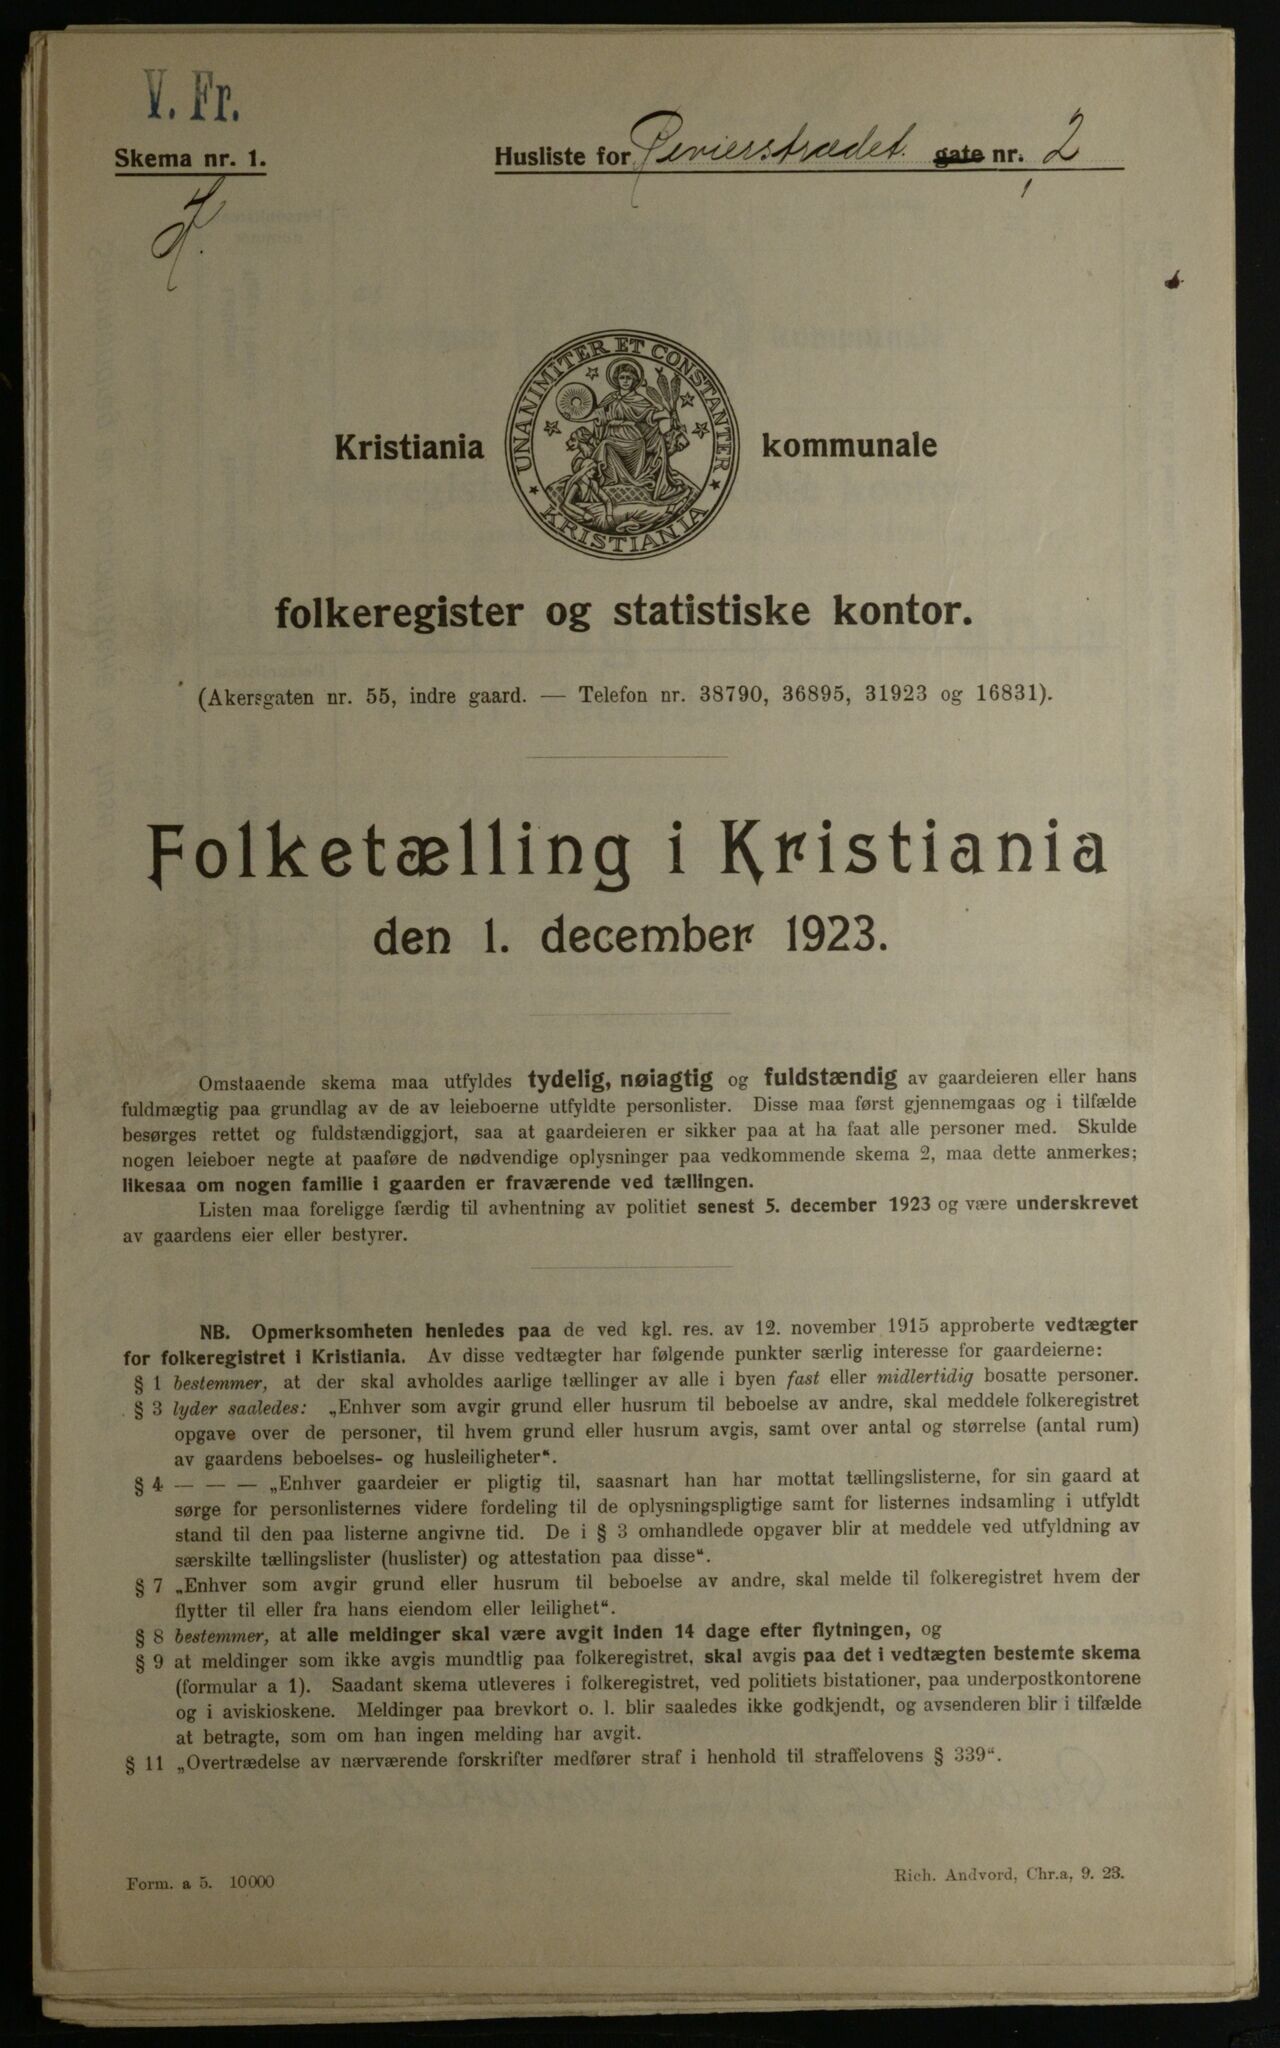 V. Fr.
Skema nr. 1.
Husliste for Revierstrædet gate nr. 2
H.
UNANIMITER ET CONSTANTER
KRISTIANIA
Kristiania kommunale
folkeregister og statistiske kontor.
(Akersgaten nr. 55, indre gaard. — Telefon nr. 38790, 36895, 31923 og 16831).
Folketælling i Kristiania
den 1. december 1923.
Omstaaende skema maa utfyldes tydelig, nøiagtig og fuldstændig av gaardeieren eller hans
fuldmægtig paa grundlag av de av leieboerne utfyldte personlister. Disse maa først gjennemgaas og i tilfælde
besørges rettet og fuldstændiggjort, saa at gaardeieren er sikker paa at ha faat alle personer med. Skulde
nogen leieboer negte at paaføre de nødvendige oplysninger paa vedkommende skema 2, maa dette anmerkes;
likesaa om nogen familie i gaarden er fraværende ved tællingen.
Listen maa foreligge færdig til avhentning av politiet senest 5. december 1923 og være underskrevet
av gaardens eier eller bestyrer.
NB. Opmerksomheten henledes paa de ved kgl. res. av 12. november 1915 approberte vedtægter
for folkeregistret i Kristiania. Av disse vedtægter har følgende punkter særlig interesse for gaardeierne:
§ 1 bestemmer, at der skal avholdes aarlige tællinger av alle i byen fast eller midlertidig bosatte personer.
§ 3 lyder saaledes: „Enhver som avgir grund eller husrum til beboelse av andre, skal meddele folkeregistret
opgave over de personer, til hvem grund eller husrum avgis, samt over antal og størrelse (antal rum)
av gaardens beboelses- og husleiligheter“.
§ 4 — — — „Enhver gaardeier er pligtig til, saasnart han har mottat tællingslisterne, for sin gaard at
sørge for personlisternes videre fordeling til de oplysningspligtige samt for listernes indsamling i utfyldt
stand til den paa listerne angivne tid. De i § 3 omhandlede opgaver blir at meddele ved utfyldning av
særskilte tællingslister (huslister) og attestation paa disse“.
§ 7 „Enhver som avgir grund eller husrum til beboelse av andre, skal melde til folkeregistret hvem der
flytter til eller fra hans eiendom eller leilighet“.
§ 8 bestemmer, at alle meldinger skal være avgit inden 14 dage efter flytningen, og
§ 9 at meldinger som ikke avgis mundtlig paa folkeregistret, skal avgis paa det i vedtægten bestemte skema
(formular a 1). Saadant skema utleveres i folkeregistret, ved politiets bistationer, paa underpostkontorene
og i aviskioskene. Meldinger paa brevkort o. l. blir saaledes ikke godkjendt, og avsenderen blir i tilfælde
at betragte, som om han ingen melding har avgit.
§ 11 „Overtrædelse av nærværende forskrifter medfører straf i henhold til straffelovens § 339“.
Form. a 5. 10000
Rich. Andvord, Chr.a, 9. 23.